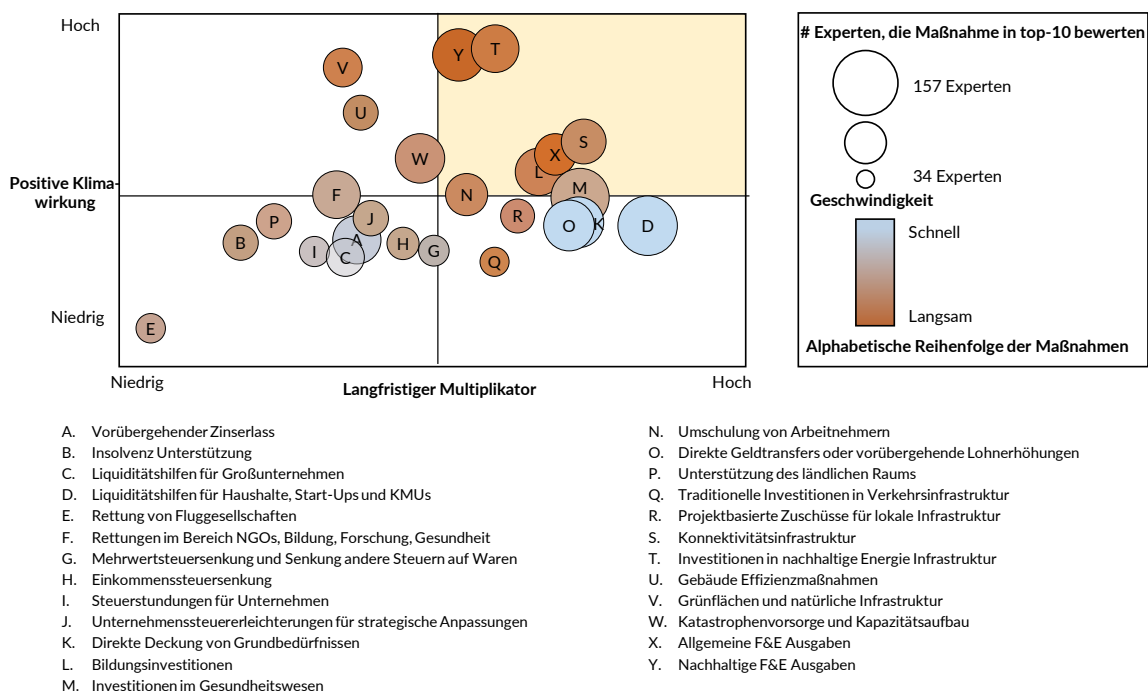 Hoch
Positive Klima-
wirkung
Niedrig
Niedrig
Langfristiger Multiplikator
Hoch
Y
T
V
U
W
S
X
L
M
F
N
R
P
J
K
O
D
B
A
H
G
I
C
Q
E
# Experten, die Maßnahme in top-10 bewerten
157 Experten
34 Experten
Geschwindigkeit
Schnell
Langsam
Alphabetische Reihenfolge der Maßnahmen
A. Vorübergehender Zinserlass
B. Insolvenz Unterstützung
C. Liquiditätshilfen für Großunternehmen
D. Liquiditätshilfen für Haushalte, Start-Ups und KMUs
E. Rettung von Fluggesellschaften
F. Rettungen im Bereich NGOs, Bildung, Forschung, Gesundheit
G. Mehrwertsteuersenkung und Senkung andere Steuern auf Waren
H. Einkommenssteuersenkung
I. Steuerstundungen für Unternehmen
J. Unternehmenssteuererleichterungen für strategische Anpassungen
K. Direkte Deckung von Grundbedürfnissen
L. Bildungsinvestitionen
M. Investitionen im Gesundheitswesen
N. Umschulung von Arbeitnehmern
O. Direkte Geldtransfers oder vorübergehende Lohnerhöhungen
P. Unterstützung des ländlichen Raums
Q. Traditionelle Investitionen in Verkehrsinfrastruktur
R. Projektbasierte Zuschüsse für lokale Infrastruktur
S. Konnektivitätsinfrastruktur
T. Investitionen in nachhaltige Energie Infrastruktur
U. Gebäude Effizienzmaßnahmen
V. Grünflächen und natürliche Infrastruktur
W. Katastrophenvorsorge und Kapazitätsaufbau
X. Allgemeine F&E Ausgaben
Y. Nachhaltige F&E Ausgaben